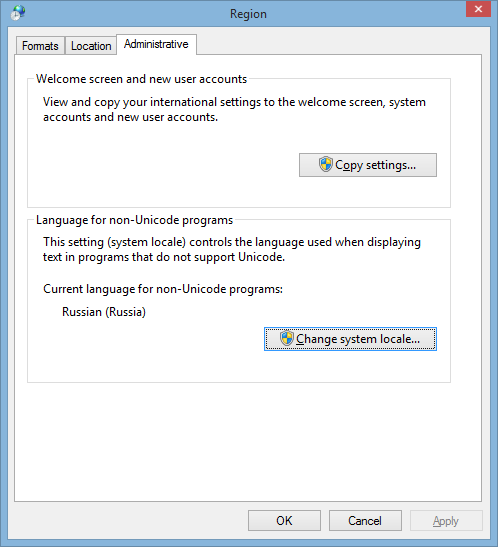 Region
Formats
Location
Administrative
Welcome screen and new user accounts
View and copy your international settings to the welcome screen, system
accounts and new user accounts.
Copy settings...
Language for non-Unicode programs
This setting (system locale) controls the language used when displaying
text in programs that do not support Unicode.
Current language for non-Unicode programs:
Russian (Russia)
Change system locale...
OK
Cancel
Apply